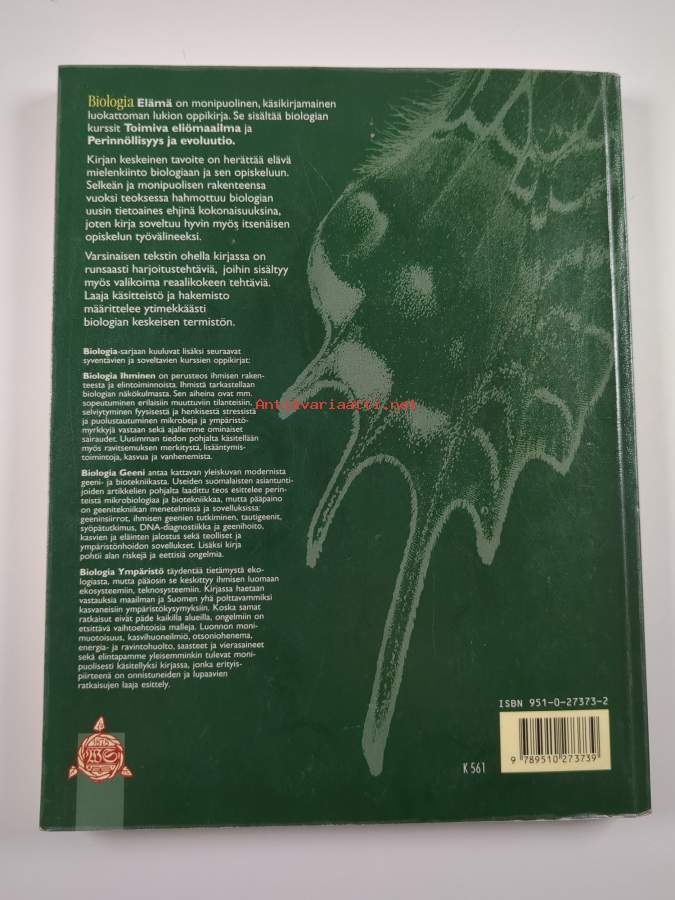 Biologia Elämä on monipuolinen, käsikirjamainen
luokattoman lukion oppikirja. Se sisältää biologian
kurssit Toimiva eliömaailma ja
Perinnöllisyys ja evoluutio.
Kirjan keskeinen tavoite on herättää elävä
mielenkiinto biologiaan ja sen opiskeluun.
Selkeän ja monipuolisen rakenteensa
vuoksi teoksessa hahmottuu biologian
uusin tietoaines ehjinä kokonaisuuksina,
joten kirja soveltuu hyvin myös itsenäisen
opiskelun työvälineeksi.
Varsinaisen tekstin ohella kirjassa on
runsaasti harjoitustehtäviä, joihin sisältyy
myös valikoima reaalikokeen tehtäviä.
Laaja käsitteistö ja hakemisto
määrittelee ytimekkäästi
biologian keskeisen termistön.
Biologia-sarjaan kuuluvat lisäksi seuraavat
syventävien ja soveltavien kurssien oppikirjat:
Biologia Ihminen on perusteos ihmisen raken-
teesta ja elintoiminnoista. Ihmistä tarkastellaan
biologian näkökulmasta. Sen aiheina ovat mm.
sopeutuminen erilaisiin muuttuviin tilanteisiin,
selviytyminen fyysisestä ja henkisestä stressistä
ja puolustautuminen mikrobeja ja ympäristö-
myrkkyjä vastaan sekä ajallemme ominaiset
sairaudet. Uusimman tiedon pohjalta käsitellään
myös ravitsemuksen merkitystä, lisääntymis-
toimintoja, kasvua ja vanhenemista.
Biologia Geeni antaa kattavan yleiskuvan modernista
geeni- ja biotekniikasta. Useiden suomalaisten asiantunti-
joiden artikkelien pohjalta laadittu teos esittelee perin-
teistä mikrobiologiaa ja biotekniikkaa, mutta pääpaino
on geenitekniikan menetelmissä ja sovelluksissa:
geeninsiirrot, ihmisen geenien tutkiminen, tautigeenit,
syöpätutkimus, DNA-diagnostiikka ja geenihoito,
kasvien ja eläinten jalostus sekä teolliset ja
ympäristönhoidon sovellukset. Lisäksi kirja
pohtii alan riskejä ja eettisiä ongelmia.
Biologia Ympäristö täydentää tietämystä eko-
logiasta, mutta pääosin se keskittyy ihmisen luomaan
ekosysteemiin, teknosysteemiin. Kirjassa haetaan
vastauksia maailman ja Suomen yhä polttavammiksi
kasvaneisiin ympäristökysymyksiin. Koska samat
ratkaisut eivät päde kaikilla alueilla, ongelmiin on
etsittävä vaihtoehtoisia malleja. Luonnon moni-
muotoisuus, kasvihuoneilmiö, otsoniohenema,
energia- ja ravintohuolto, saasteet ja vierasaineet
sekä elintapamme yleisemminkin tulevat moni-
puolisesti käsitellyksi kirjassa, jonka erityis-
piirteenä on onnistuneiden ja lupaavien
ratkaisujen laaja esittely.
Antikvariaatti.net
ISBN 951-0-27373-2
K 561
9 789510 273739
1878
WS